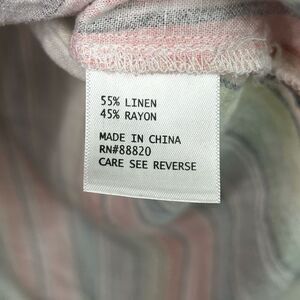 55% LINEN
45% RAYON
MADE IN CHINA
RN#88820
CARE SEE REVERSE